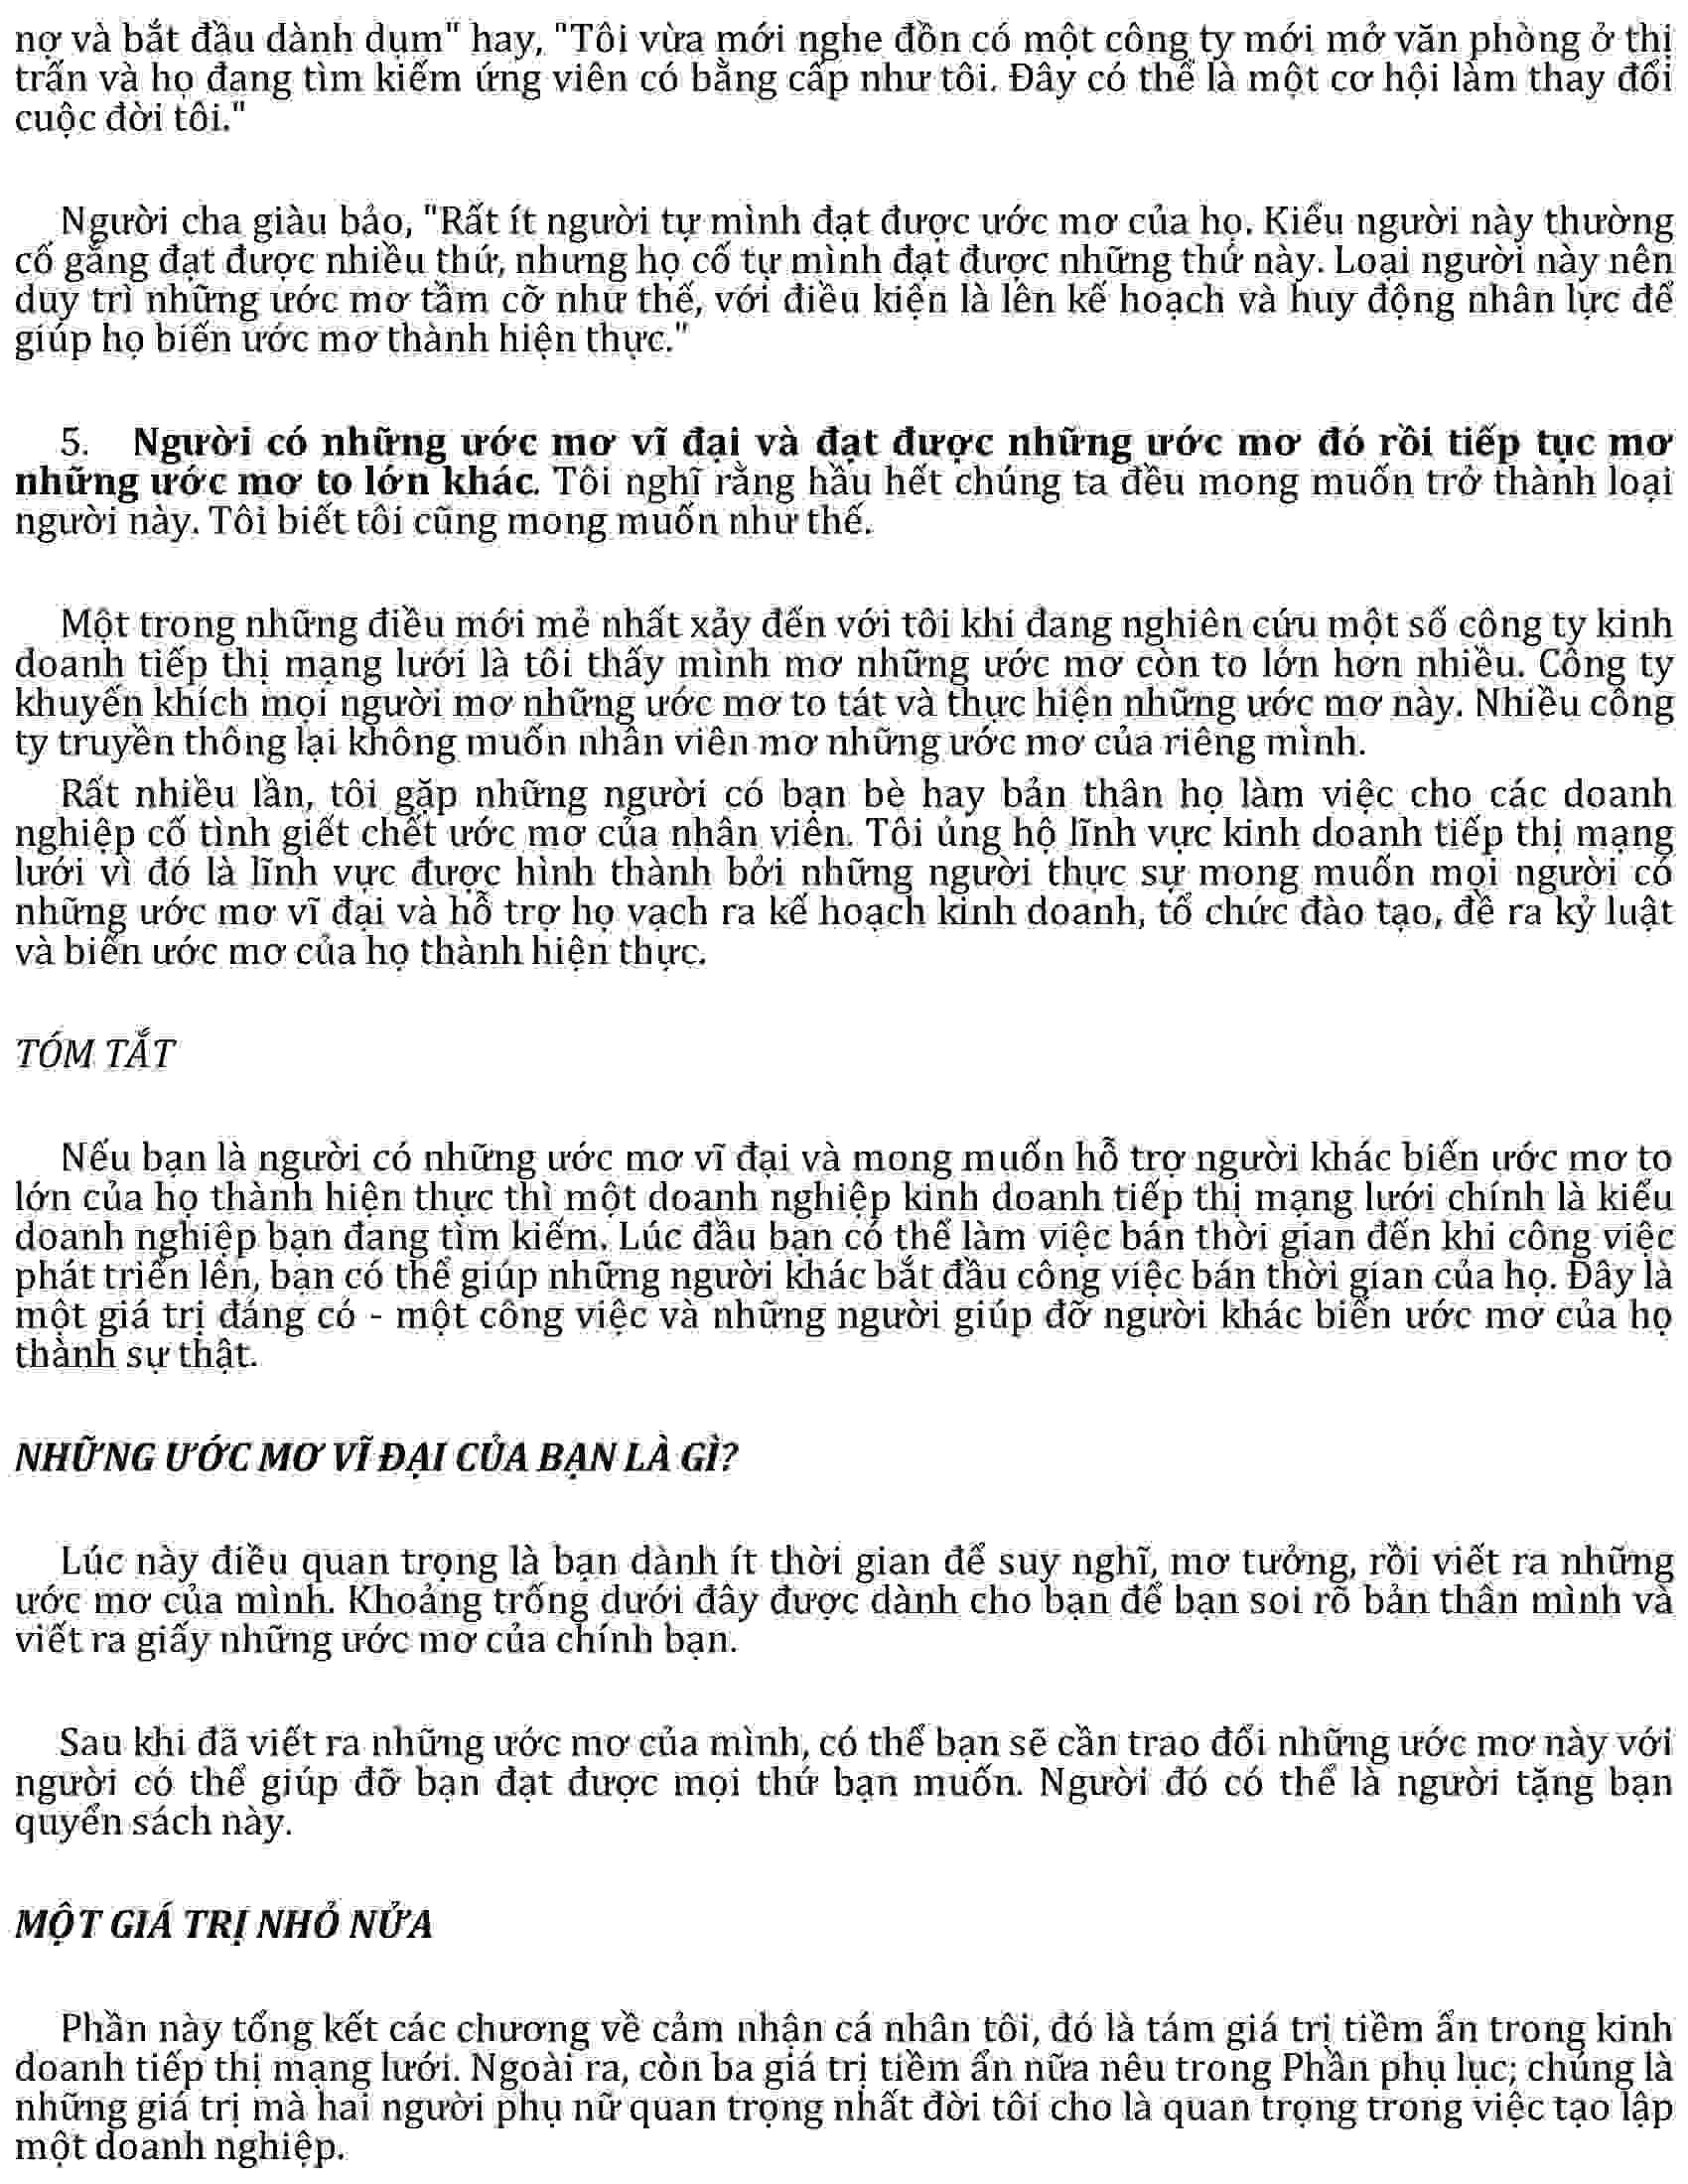 nợ và bắt đầu dành dụm" hay, "Tôi vừa mới nghe đồn có một công ty mới mở văn phòng ở thị
trấn và họ đang tìm kiếm ứng viên có bằng cấp như tôi. Đây có thể là một cơ hội làm thay đổi
cuộc đời tôi."
Người cha giàu bảo, "Rất ít người tự mình đạt được ước mơ của họ. Kiểu người này thường
cố gắng đạt được nhiều thứ, nhưng họ cố tự mình đạt được những thứ này. Loại người này nên
duy trì những ước mơ tầm cỡ như thế, với điều kiện là lên kế hoạch và huy động nhân lực để
giúp họ biến ước mơ thành hiện thực."
5. Người có những ước mơ vĩ đại và đạt được những ước mơ đó rồi tiếp tục mơ
những ước mơ to lớn khác. Tôi nghĩ rằng hầu hết chúng ta đều mong muốn trở thành loại
người này. Tôi biết tôi cũng mong muốn như thế.
Một trong những điều mới mẻ nhất xảy đến với tôi khi đang nghiên cứu một số công ty kinh
doanh tiếp thị mạng lưới là tôi thấy mình mơ những ước mơ còn to lớn hơn nhiều. Công ty
khuyến khích mọi người mơ những ước mơ to tát và thực hiện những ước mơ này. Nhiều công
ty truyền thống lại không muốn nhân viên mơ những ước mơ của riêng mình.
Rất nhiều lần, tôi gặp những người có bạn bè hay bản thân họ làm việc cho các doanh
nghiệp cố tình giết chết ước mơ của nhân viên. Tôi ủng hộ lĩnh vực kinh doanh tiếp thị mạng
lưới vì đó là lĩnh vực được hình thành bởi những người thực sự mong muốn mọi người có
những ước mơ vĩ đại và hỗ trợ họ vạch ra kế hoạch kinh doanh, tổ chức đào tạo, đề ra kỷ luật
và biến ước mơ của họ thành hiện thực.
TÓM TẮT
Nếu bạn là người có những ước mơ vĩ đại và mong muốn hỗ trợ người khác biến ước mơ to
lớn của họ thành hiện thực thì một doanh nghiệp kinh doanh tiếp thị mạng lưới chính là kiểu
doanh nghiệp bạn đang tìm kiếm. Lúc đầu bạn có thể làm việc bán thời gian đến khi công việc
phát triển lên, bạn có thể giúp những người khác bắt đầu công việc bán thời gian của họ. Đây là
một giá trị đáng có - một công việc và những người giúp đỡ người khác biến ước mơ của họ
thành sự thật.
NHỮNG ƯỚC MƠ VĨ ĐẠI CỦA BẠN LÀ GÌ?
Lúc này điều quan trọng là bạn dành ít thời gian để suy nghĩ, mơ tưởng, rồi viết ra những
ước mơ của mình. Khoảng trống dưới đây được dành cho bạn để bạn soi rõ bản thân mình và
viết ra giấy những ước mơ của chính bạn.
Sau khi đã viết ra những ước mơ của mình, có thể bạn sẽ cần trao đổi những ước mơ này với
người có thể giúp đỡ bạn đạt được mọi thứ bạn muốn. Người đó có thể là người tặng bạn
quyển sách này.
MỘT GIÁ TRỊ NHỎ NỬA
Phần này tổng kết các chương về cảm nhận cá nhân tôi, đó là tám giá trị tiềm ẩn trong kinh
doanh tiếp thị mạng lưới. Ngoài ra, còn ba giá trị tiềm ẩn nữa nêu trong Phần phụ lục; chúng là
những giá trị mà hai người phụ nữ quan trọng nhất đời tôi cho là quan trọng trong việc tạo lập
một doanh nghiệp.